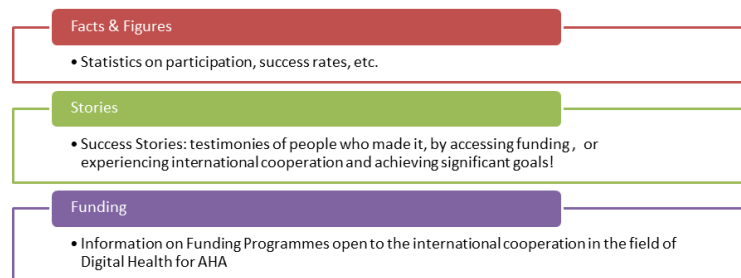 Facts & Figures
• Statistics on participation, success rates, etc.
Stories
• Success Stories: testimonies of people who made it, by accessing funding, or
experiencing international cooperation and achieving significant goals!
Funding
• Information on Funding Programmes open to the international cooperation in the field of
Digital Health for AHA